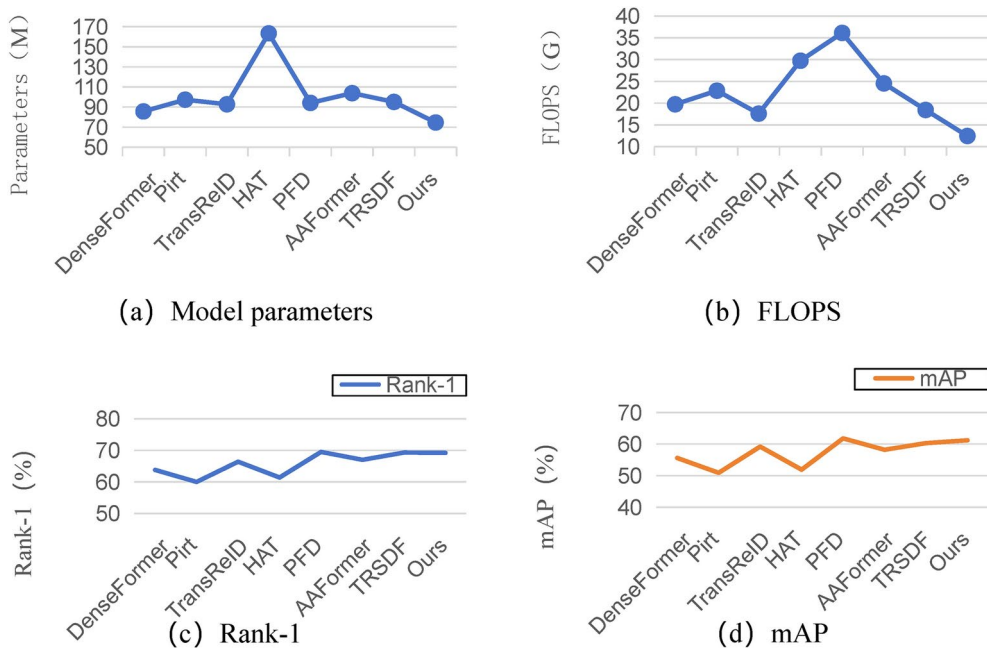 Parameters (M)
170
150
130
110
90
70
50
DenseFormer
Pirt
TransReID
HAT
PFD
AAFormer
TRSDF
Ours
(a) Model parameters
FLOPS (G)
40
35
30
25
20
15
10
DenseFormer
Pirt
TransReID
HAT
PFD
AAFormer
TRSDF
Ours
(b) FLOPS
Rank-1
Rank-1 (%)
80
70
60
50
DenseFormer
Pirt
TransReID
HAT
PFD
AAFormer
TRSDF
Ours
(c) Rank-1
mAP
mAP (%)
70
60
50
40
DenseFormer
Pirt
TransReID
HAT
PFD
AAFormer
TRSDF
Ours
(d) mAP